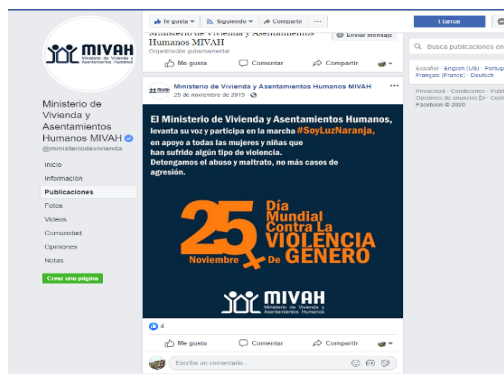 MIVAH
Ministerio de Vivienda y
Asentamientos Humanos
Ministerio de
Vivienda y
Asentamientos
Humanos MIVAH
@ministeriodevivienda
Inicio
Información
Publicaciones
Fotos
Videos
Comunidad
Opiniones
Notas
Crear una página
Te gusta
Siguiendo
Compartir
Ministerio de Vivienda y Asentamientos
Humanos MIVAH
Organización gubernamental
Enviar mensaje
Me gusta Comentar Compartir
Ministerio de Vivienda y Asentamientos Humanos MIVAH
25 de noviembre de 2019
El Ministerio de Vivienda y Asentamientos Humanos,
levanta su voz y participa en la marcha #SoyLuzNaranja,
en apoyo a todas las mujeres y niñas que
han sufrido algún tipo de violencia.
Detengamos el abuso y maltrato, no más casos de
agresión.
25
Noviembre
Día
Mundial
Contra La
VIOLENCIA
De GÉNERO
MIVAH
Ministerio de Vivienda y
Asentamientos Humanos
4
Me gusta Comentar Compartir
Escribe un comentario...
Llamar
Busca publicaciones en
Español · English (US) ·
Français (France) · Deutsch
Privacidad · Condiciones ·
Opciones de anuncios
Facebook © 2020